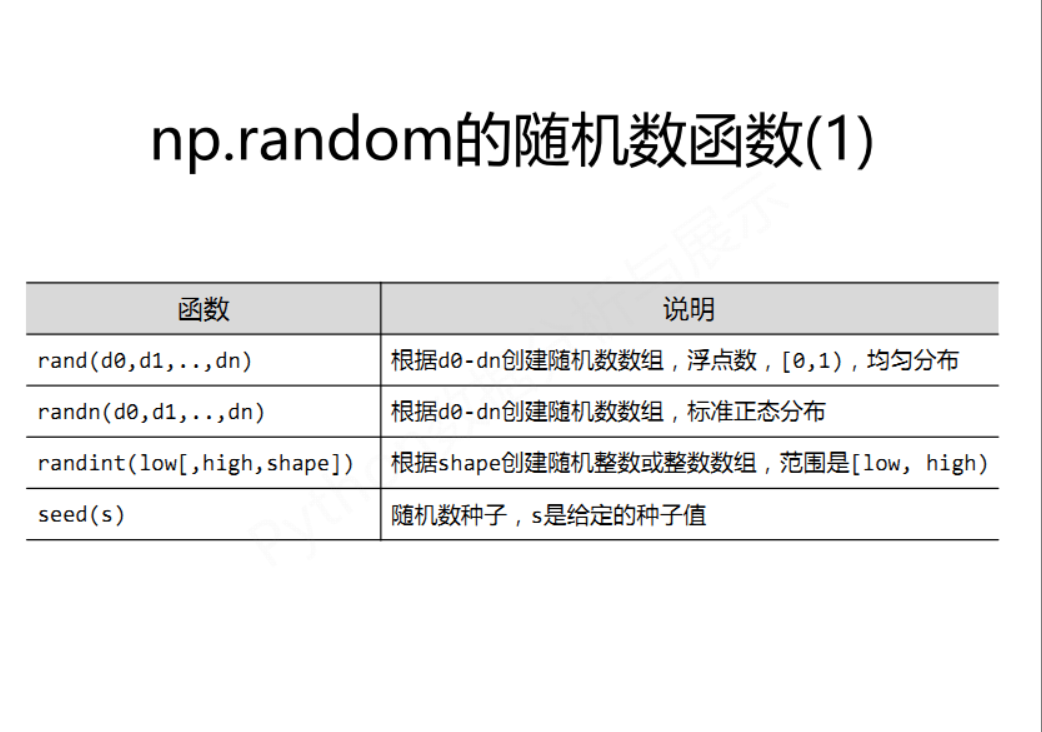 np.random的随机数函数(1)
函数 说明
rand(d0,d1,..,dn) 根据d0-dn创建随机数数组，浮点数，[0,1)，均匀分布
randn(d0,d1,..,dn) 根据d0-dn创建随机数数组，标准正态分布
randint(low[,high,shape]) 根据shape创建随机整数或整数数组，范围是[low, high)
seed(s) 随机数种子，s是给定的种子值